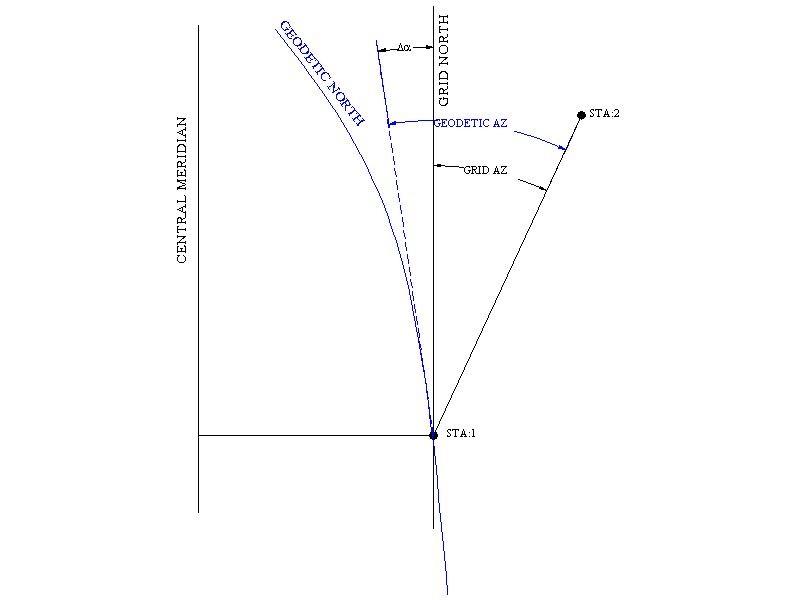 GEODETIC NORTH
Δα
GRID NORTH
CENTRAL MERIDIAN
STA:2
GEODETIC AZ
GRID AZ
STA:1